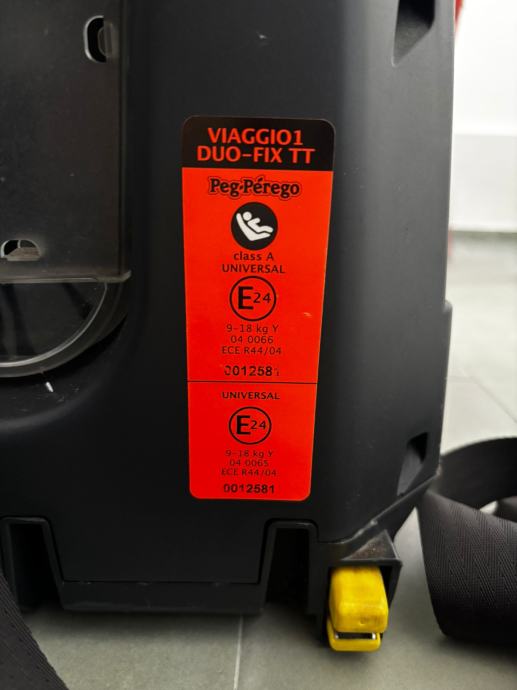 VIAGGIO1
DUO-FIX TT
Peg-Pérego
class A
UNIVERSAL
E24
9-18 kg Y
04 0066
ECE R44/04
0012581
UNIVERSAL
E24
9-18 kg Y
04 0065
ECE R44/04
0012581